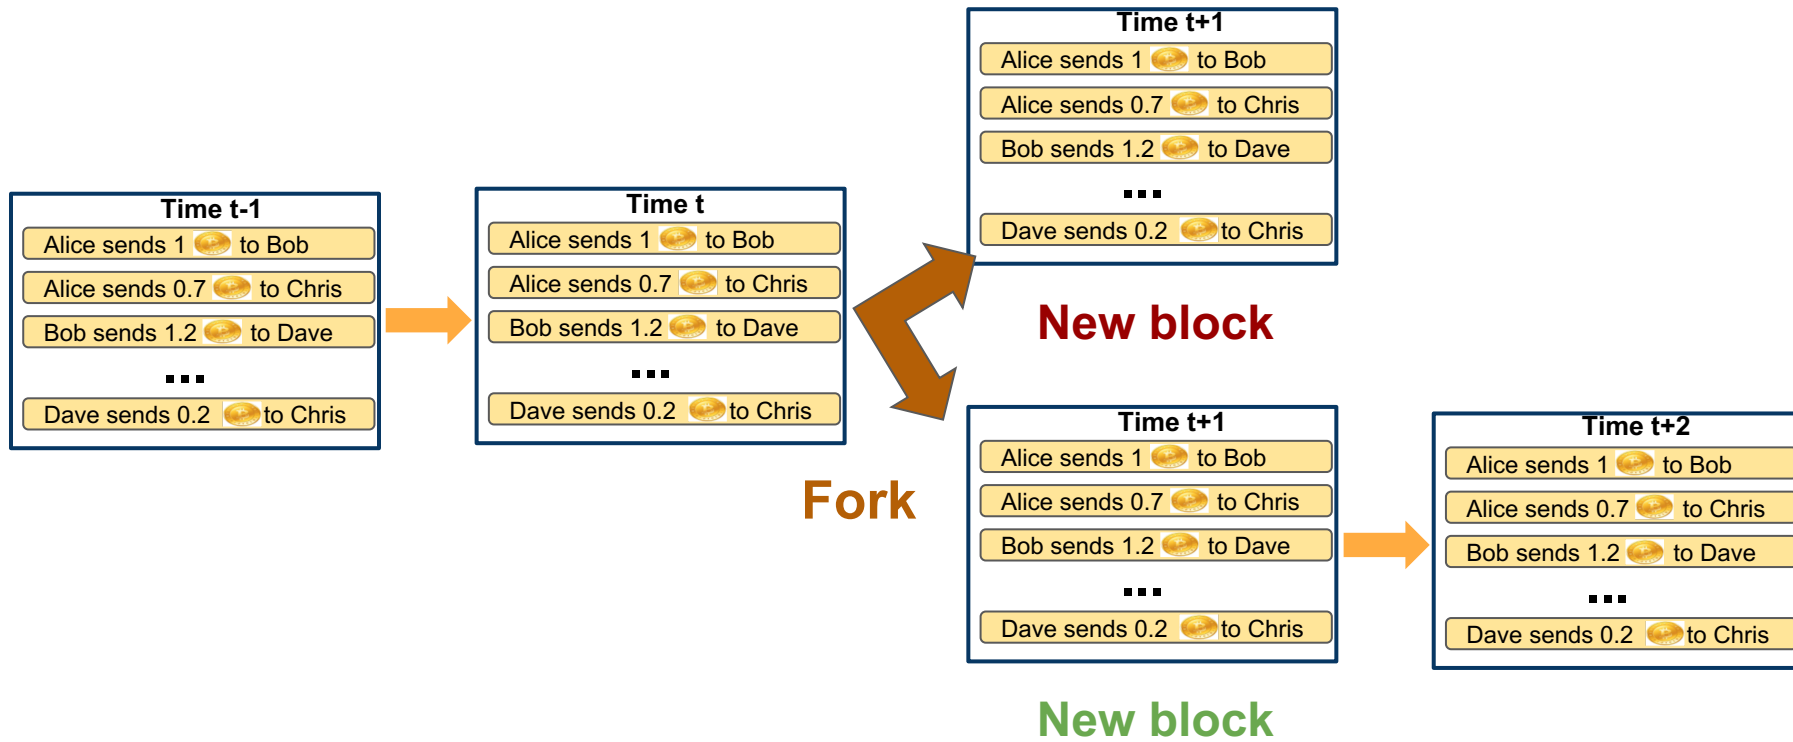 Time t-1
Alice sends 1 to Bob
Alice sends 0.7 to Chris
Bob sends 1.2 to Dave
...
Dave sends 0.2 to Chris
Time t
Alice sends 1 to Bob
Alice sends 0.7 to Chris
Bob sends 1.2 to Dave
...
Dave sends 0.2 to Chris
Fork
Time t+1
Alice sends 1 to Bob
Alice sends 0.7 to Chris
Bob sends 1.2 to Dave
...
Dave sends 0.2 to Chris
New block
Time t+1
Alice sends 1 to Bob
Alice sends 0.7 to Chris
Bob sends 1.2 to Dave
...
Dave sends 0.2 to Chris
New block
Time t+2
Alice sends 1 to Bob
Alice sends 0.7 to Chris
Bob sends 1.2 to Dave
...
Dave sends 0.2 to Chris